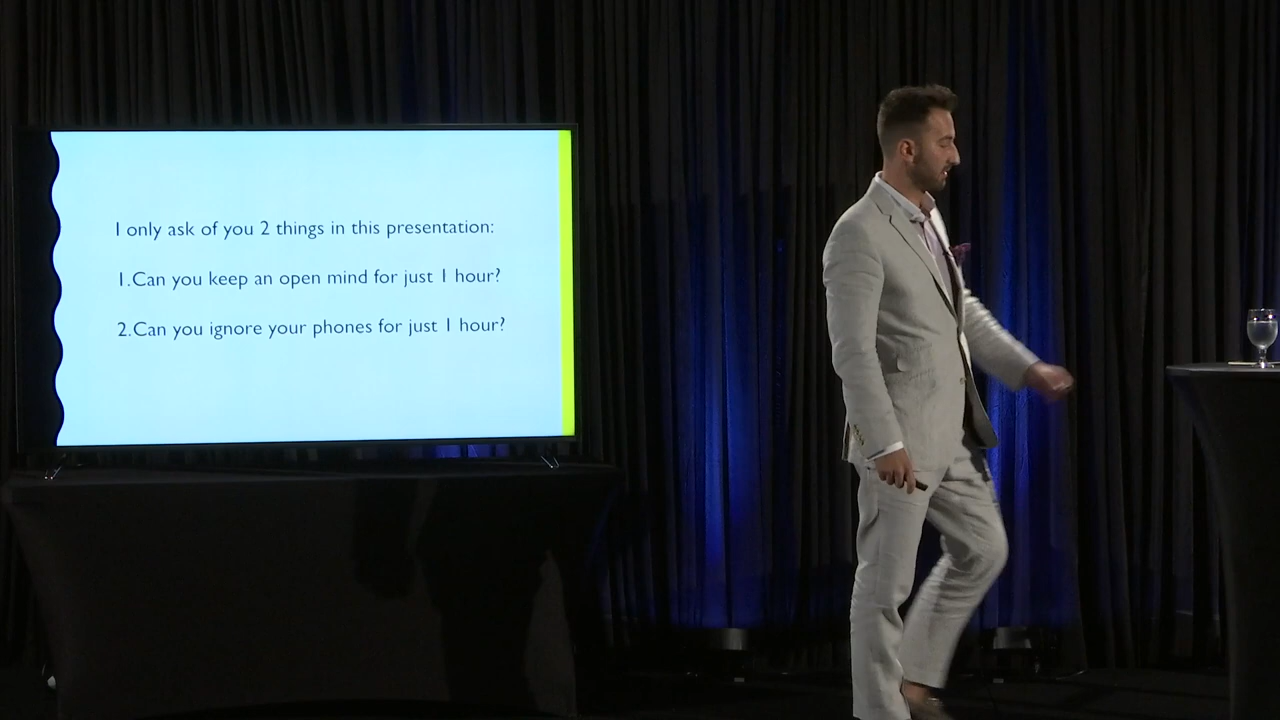 I only ask of you 2 things in this presentation:
1.Can you keep an open mind for just 1 hour?
2.Can you ignore your phones for just 1 hour?